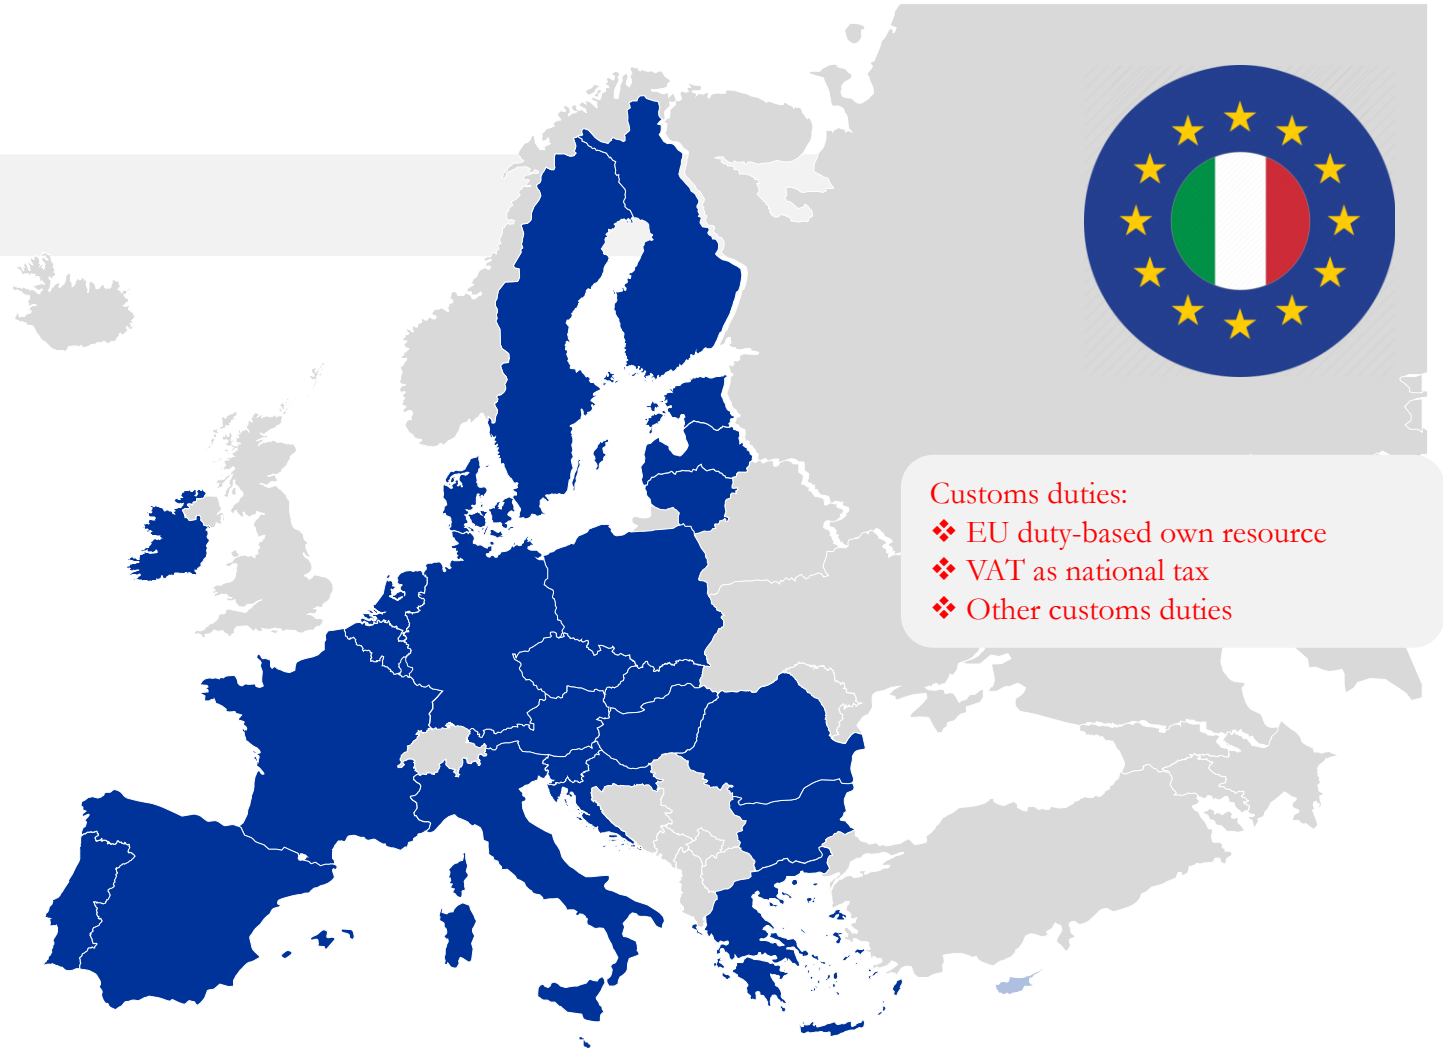 Customs duties:
❖ EU duty-based own resource
❖ VAT as national tax
❖ Other customs duties